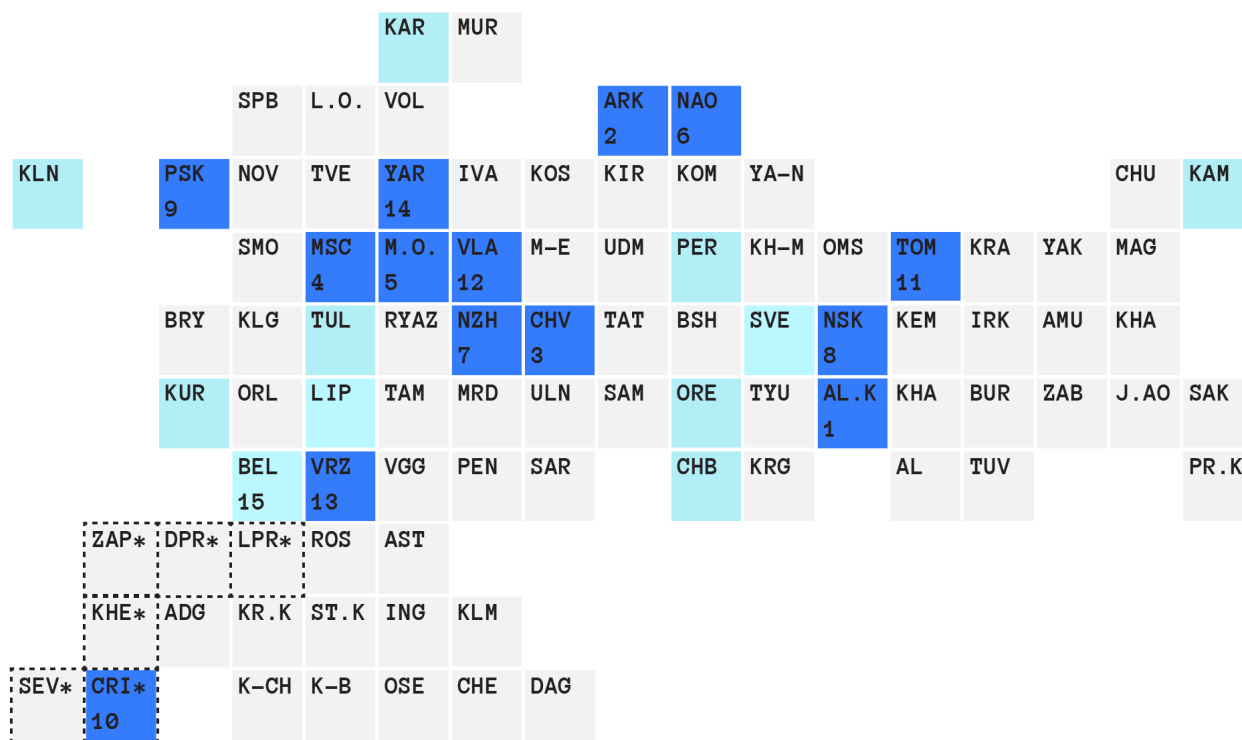 KAR MUR
SPB L.O. VOL ARK NAO
2 6
KLN PSK NOV TVE YAR IVA KOS KIR KOM YA-N CHU KAM
9 14
SMO MSC M.O. VLA M-E UDM PER KH-M OMS TOM KRA YAK MAG
4 5 12 11
BRY KLG TUL RYAZ NZH CHV TAT BSH SVE NSK KEM IRK AMU KHA
7 3 8
KUR ORL LIP TAM MRD ULN SAM ORE TYU AL.K KHA BUR ZAB J.AO SAK
1
BEL VRZ VGG PEN SAR CHB KRG AL TUV PR.K
15 13
ZAP* DPR* LPR* ROS AST
KHE* ADG KR.K ST.K ING KLM
SEV* CRI* K-CH K-B OSE CHE DAG
10